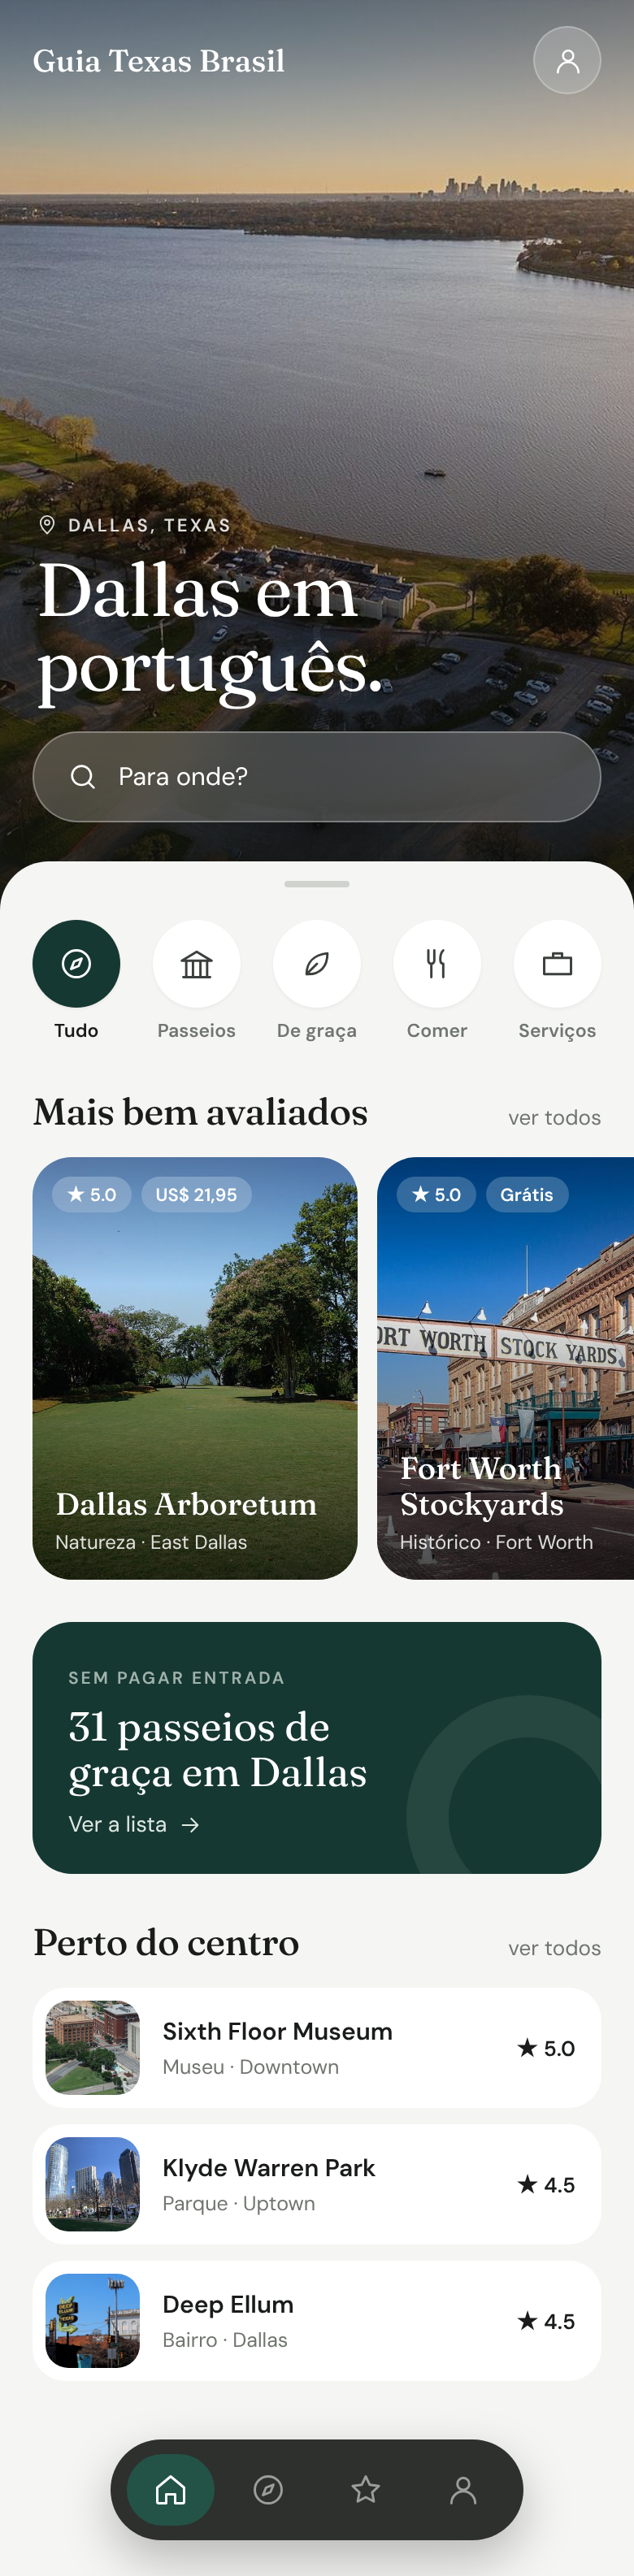 Guia Texas Brasil
DALLAS, TEXAS
Dallas em
português.
Para onde?
Tudo
Passeios
De graça
Comer
Serviços
Mais bem avaliados
ver todos
★ 5.0
US$ 21,95
Dallas Arboretum
Natureza · East Dallas
★ 5.0
Grátis
ORT WORTH STOCK YARDS
Fort Worth
Stockyards
Histórico · Fort Worth
SEM PAGAR ENTRADA
31 passeios de
graça em Dallas
Ver a lista →
Perto do centro
ver todos
Sixth Floor Museum
Museu · Downtown
★ 5.0
Klyde Warren Park
Parque · Uptown
★ 4.5
DEEP
ELLUM
Deep Ellum
Bairro · Dallas
★ 4.5